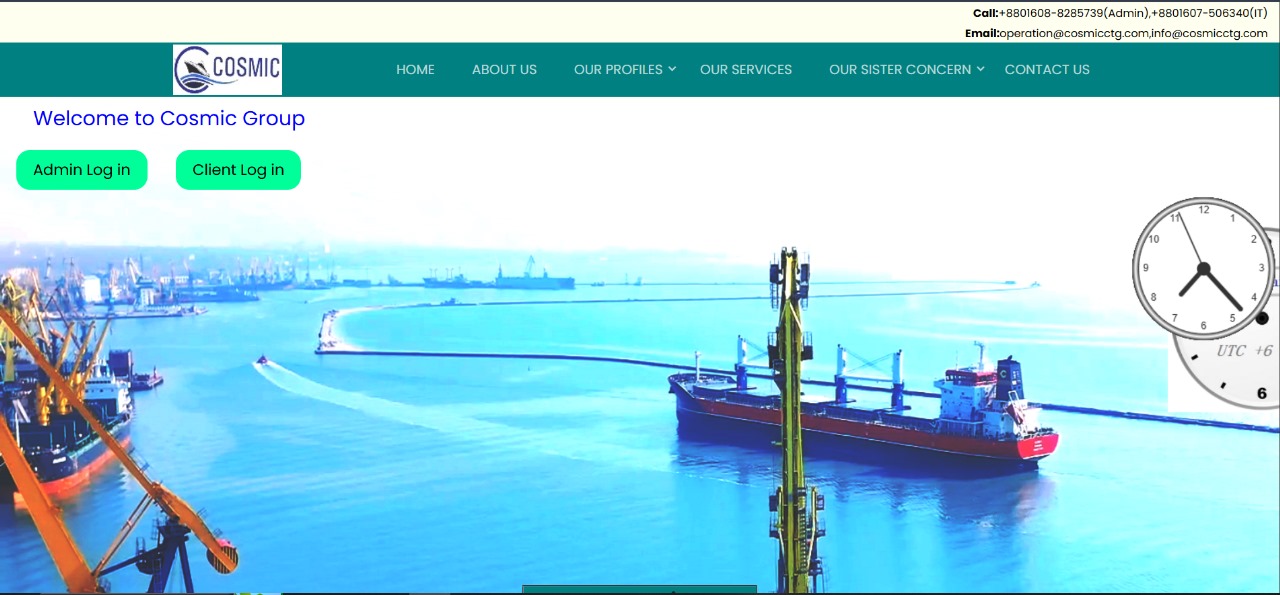 Call:+8801608-8285739(Admin),+8801607-506340(IT)
Email:operation@cosmicctg.com,info@cosmicctg.com
COSMIC
HOME ABOUT US OUR PROFILES OUR SERVICES OUR SISTER CONCERN CONTACT US
Welcome to Cosmic Group
Admin Log in Client Log in
12
11 1
10 2
9 3
8 4
7 5
6
UTC +6
6